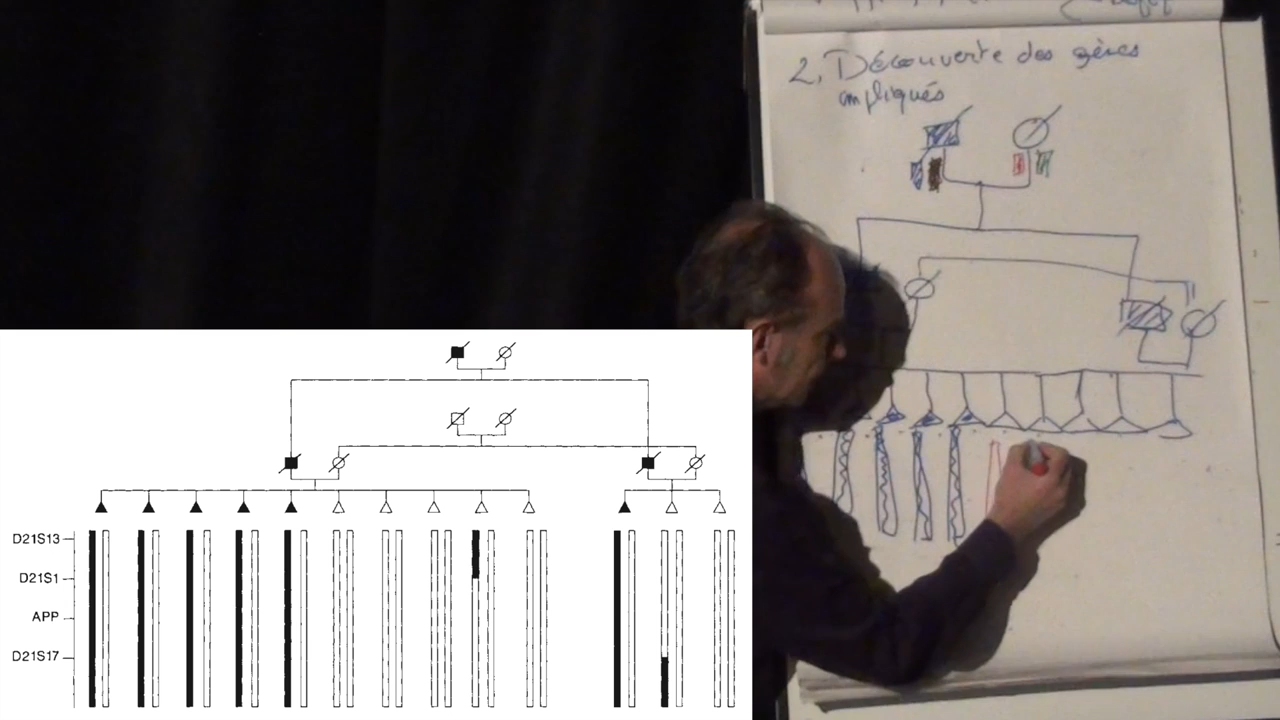 2. Découverte des gènes
impliqués
D21S13
D21S1
APP
D21S17